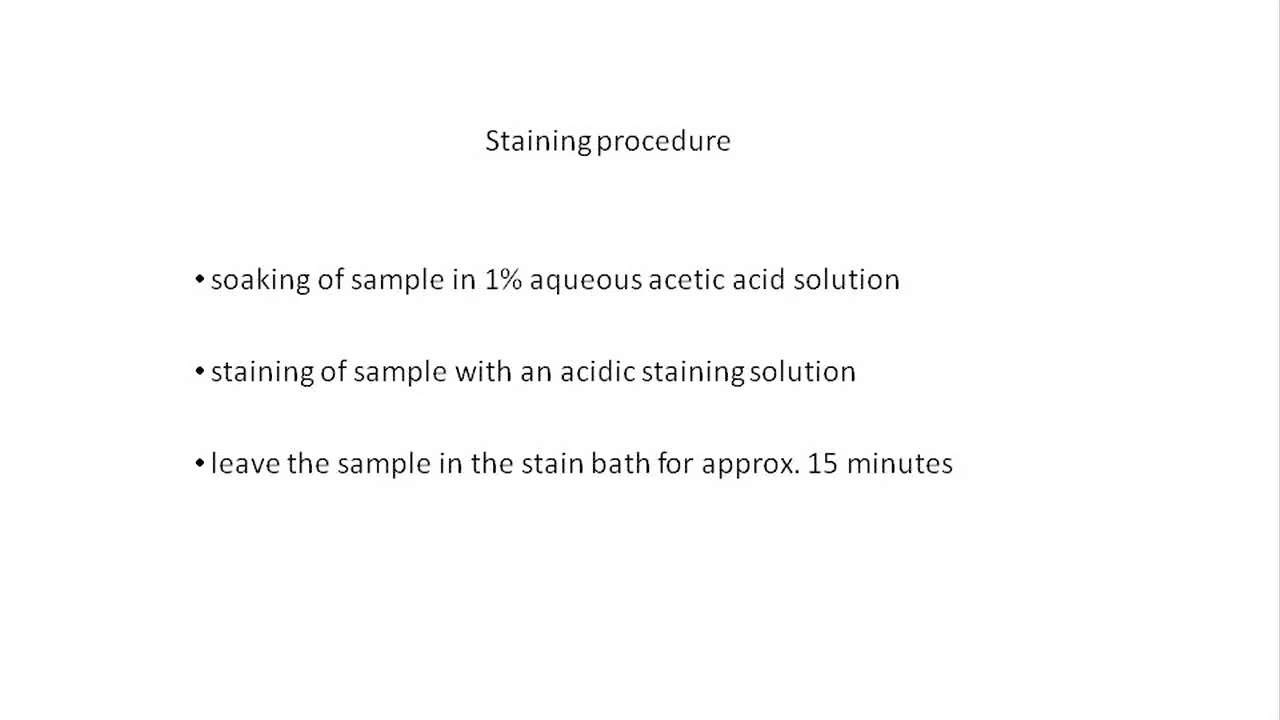 Staining procedure
• soaking of sample in 1% aqueous acetic acid solution
• staining of sample with an acidic staining solution
• leave the sample in the stain bath for approx. 15 minutes